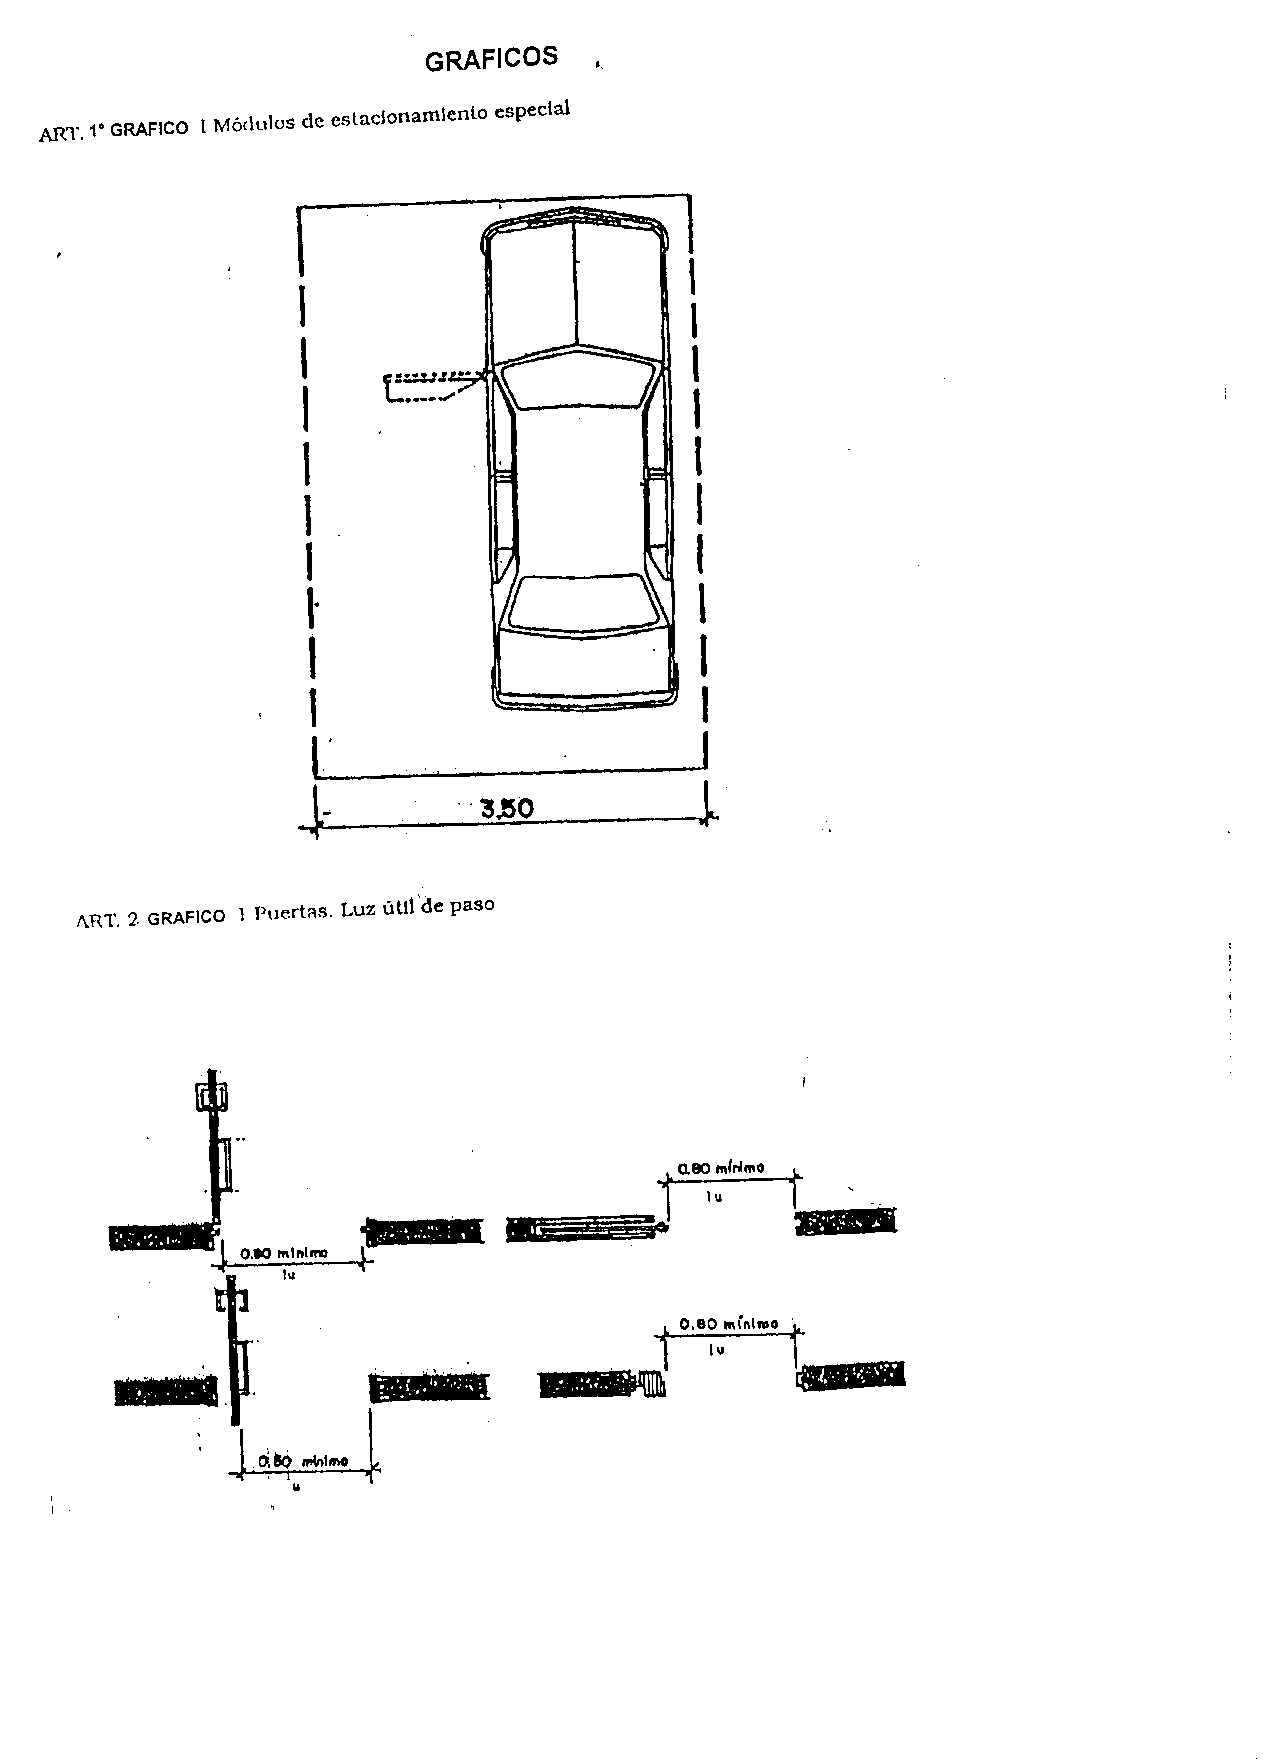 GRAFICOS
ART. 1° GRAFICO I Módulos de estacionamiento especial
3,50
ART. 2 GRAFICO 1 Puertas. Luz útil de paso
0.80 mínimo
lu
0.80 mínimo
lu
0.80 mínimo
lu
0.80 mínimo
lu